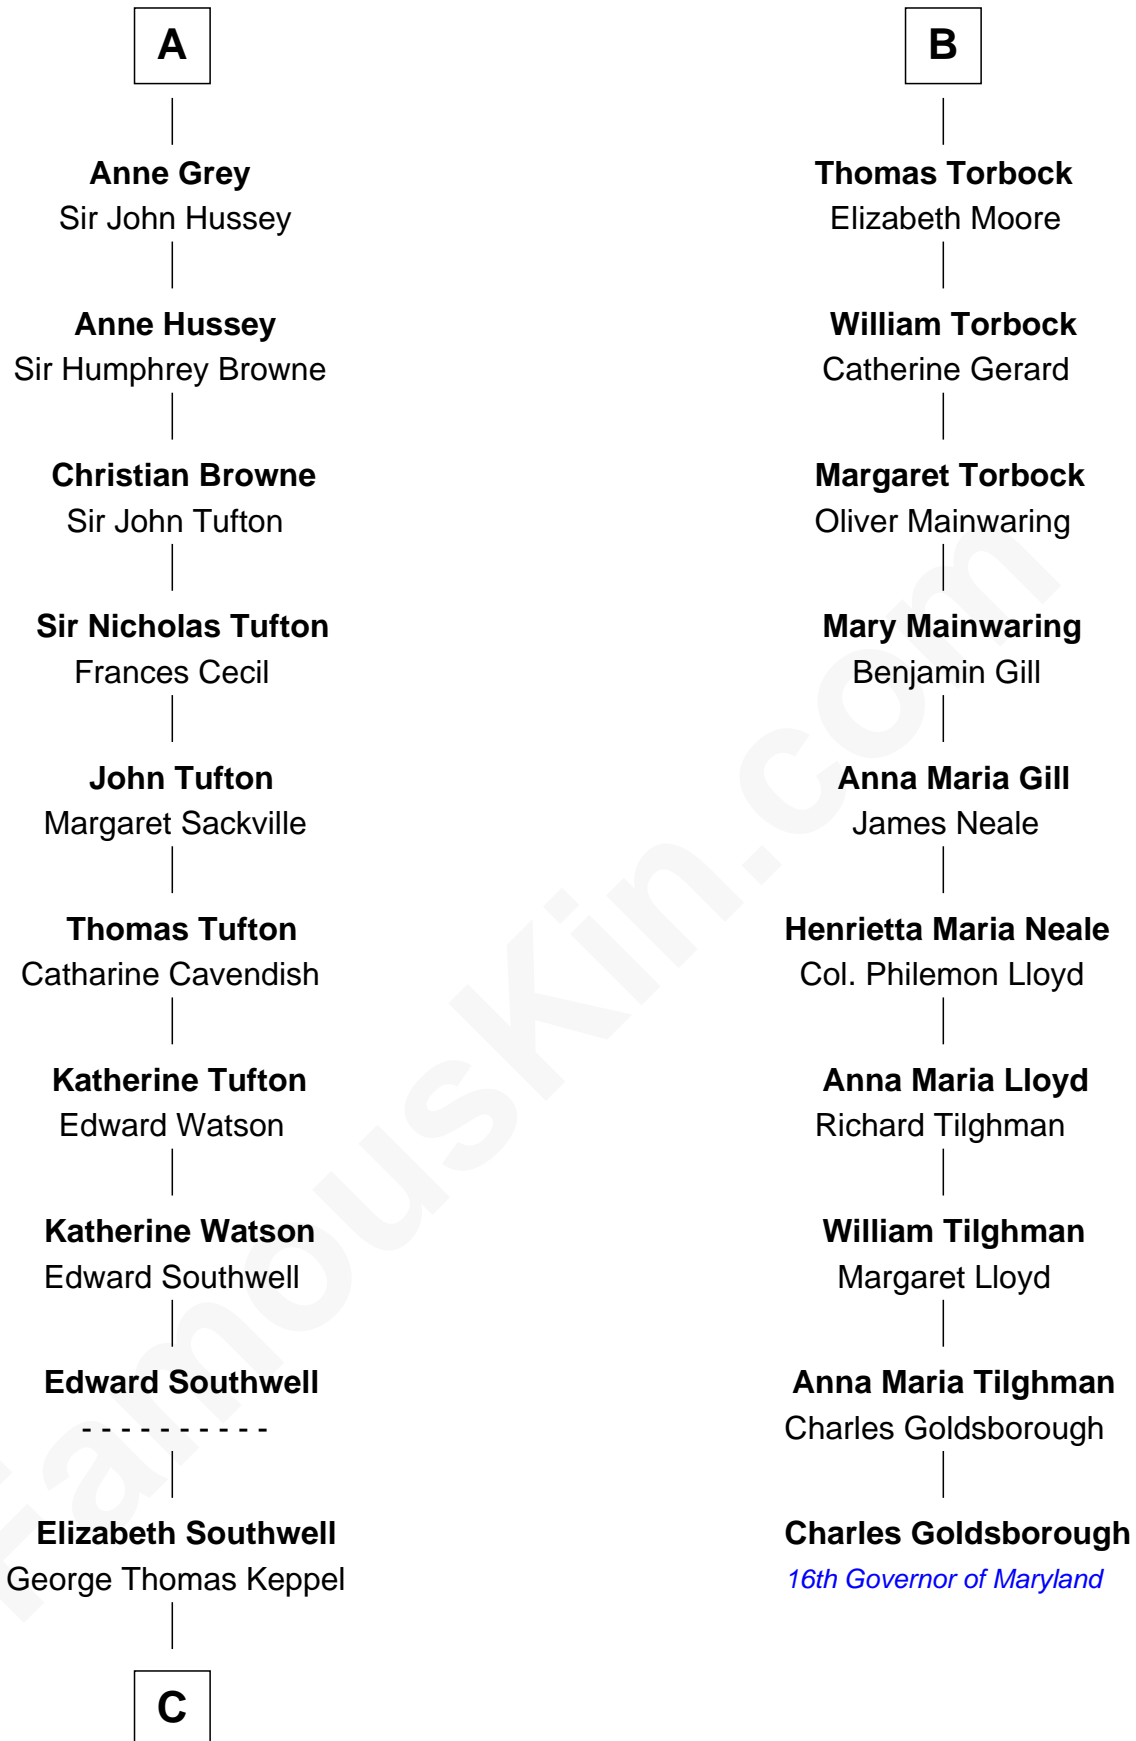 A
Anne Grey
Sir John Hussey
Anne Hussey
Sir Humphrey Browne
Christian Browne
Sir John Tufton
Sir Nicholas Tufton
Frances Cecil
John Tufton
Margaret Sackville
Thomas Tufton
Catharine Cavendish
Katherine Tufton
Edward Watson
Katherine Watson
Edward Southwell
Edward Southwell
- - - - - - - - - -
Elizabeth Southwell
George Thomas Keppel
C
B
Thomas Torbock
Elizabeth Moore
William Torbock
Catherine Gerard
Margaret Torbock
Oliver Mainwaring
Mary Mainwaring
Benjamin Gill
Anna Maria Gill
James Neale
Henrietta Maria Neale
Col. Philemon Lloyd
Anna Maria Lloyd
Richard Tilghman
William Tilghman
Margaret Lloyd
Anna Maria Tilghman
Charles Goldsborough
Charles Goldsborough
16th Governor of Maryland
FamousKin.com